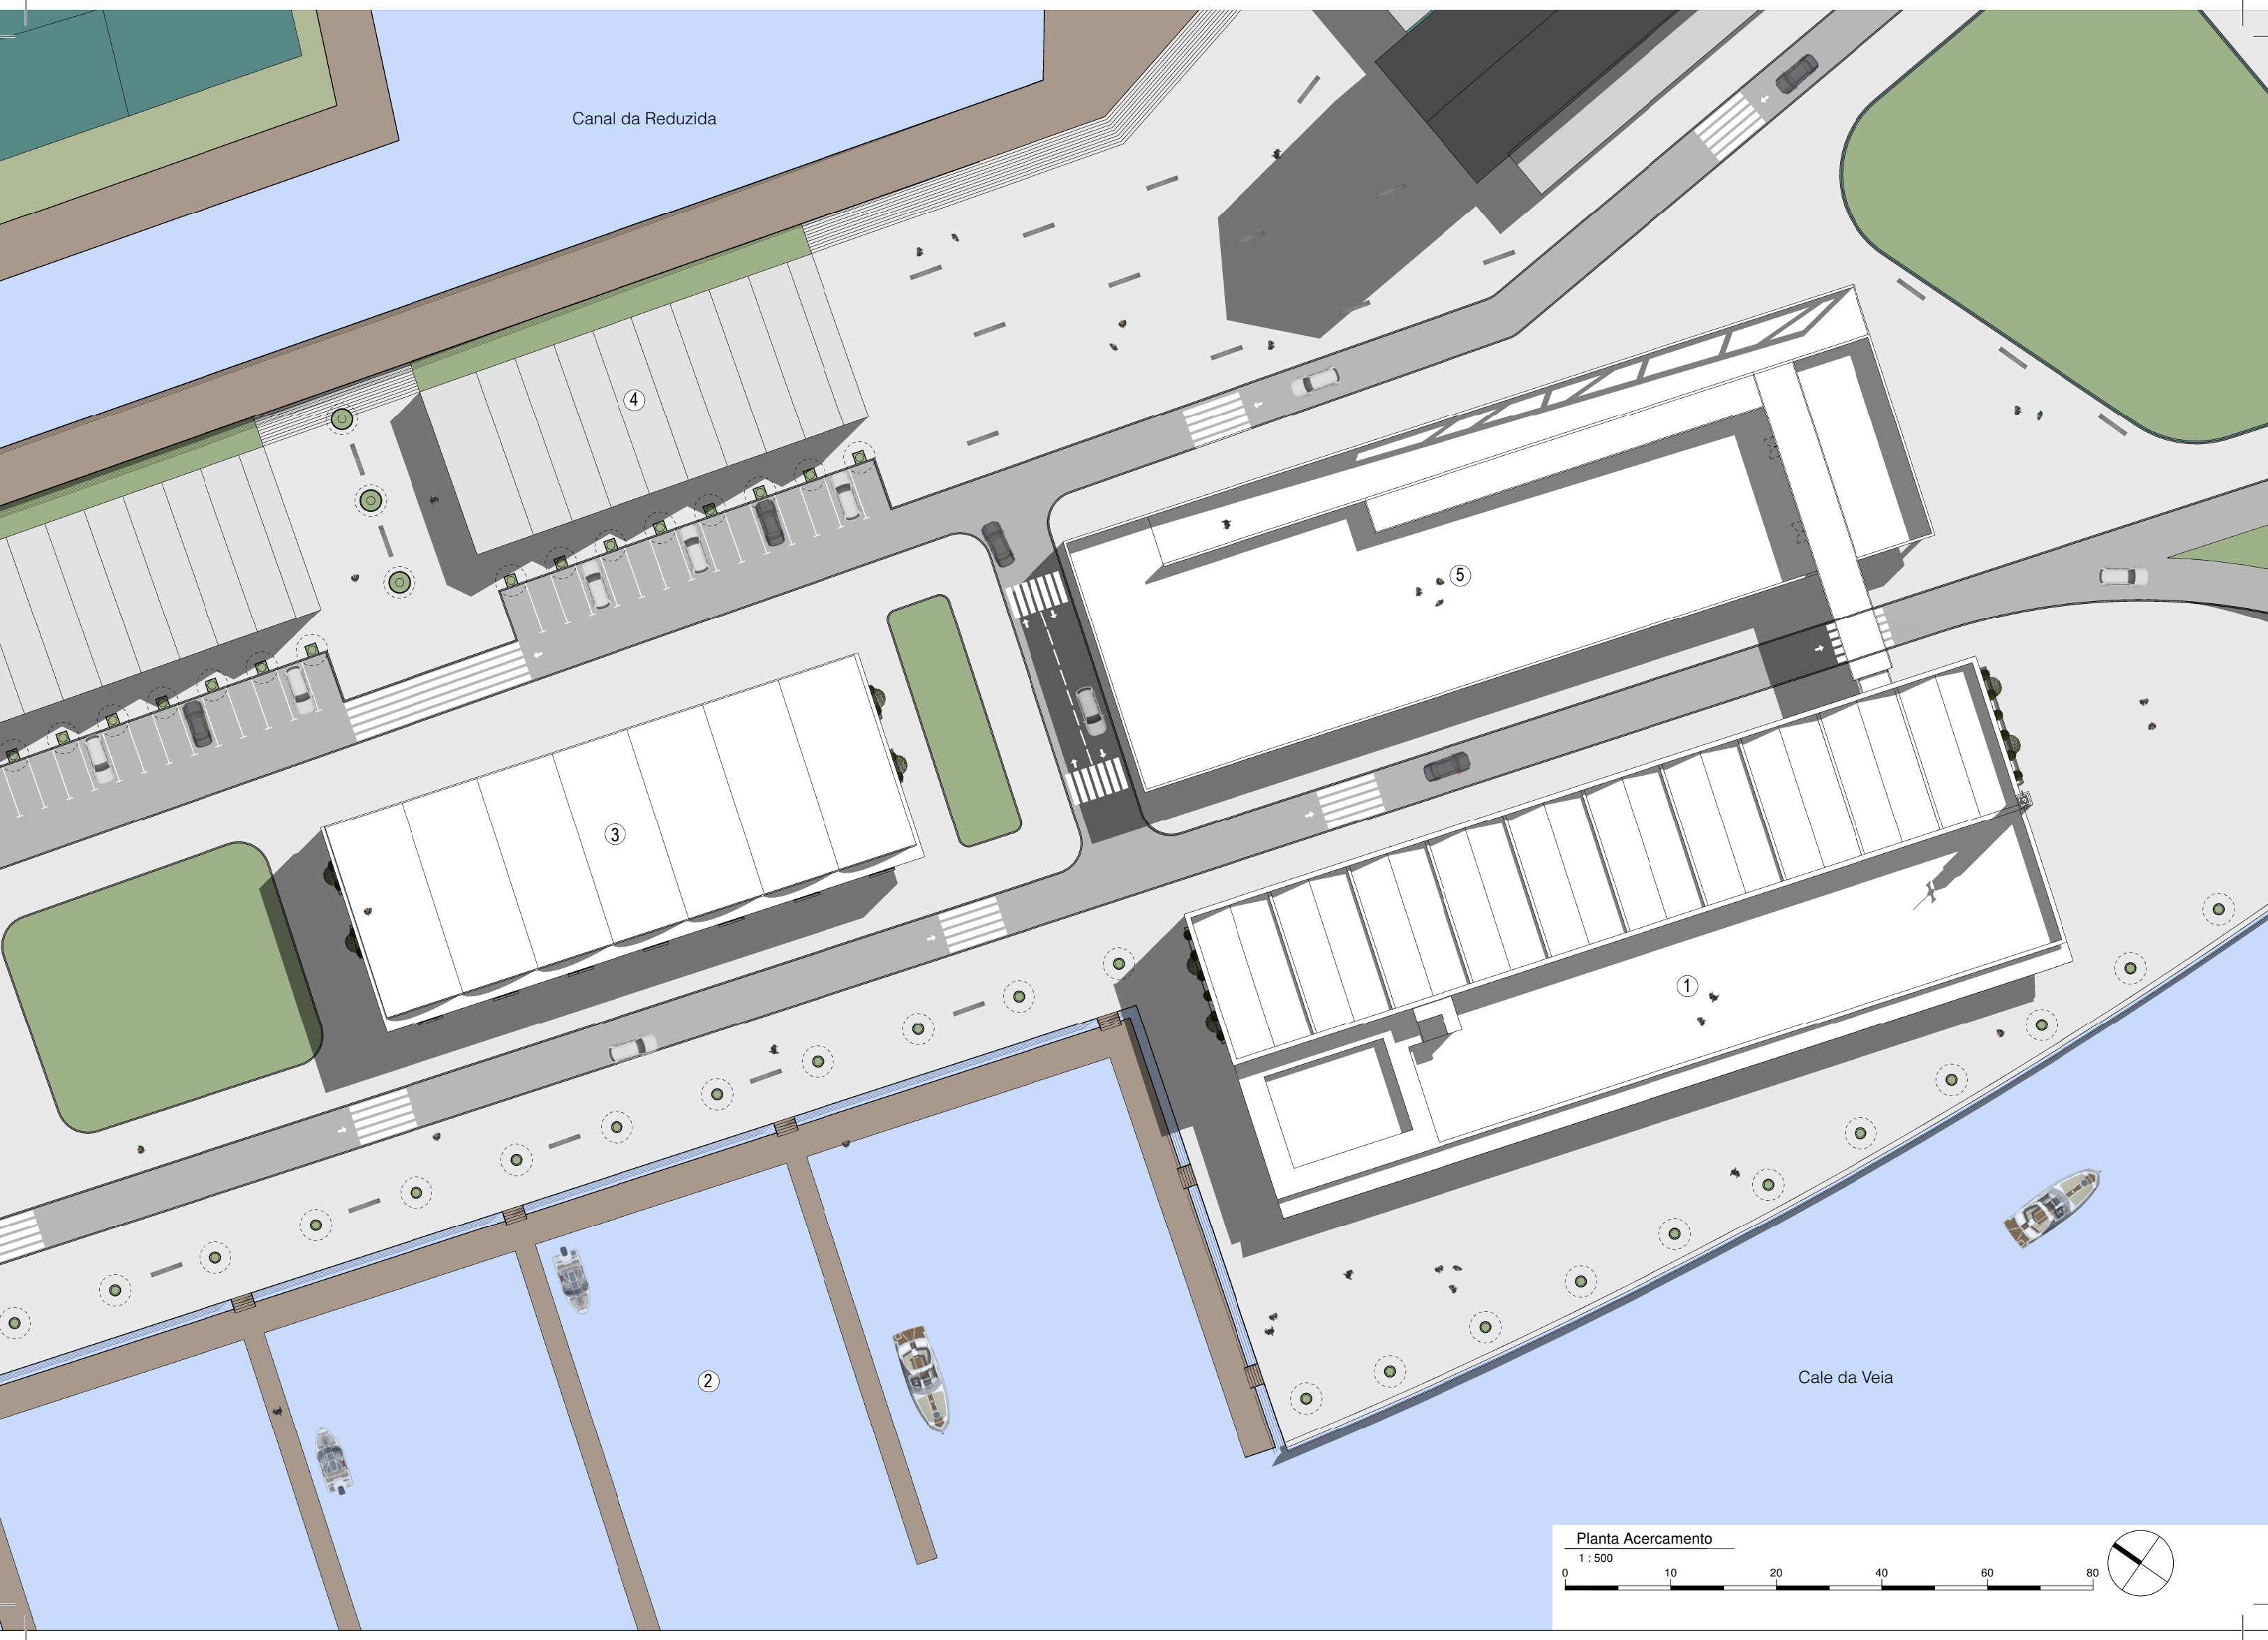 Canal da Reduzida
4
5
3
1
2
Cale da Veia
Planta Acercamento
1 : 500
0 10 20 40 60 80